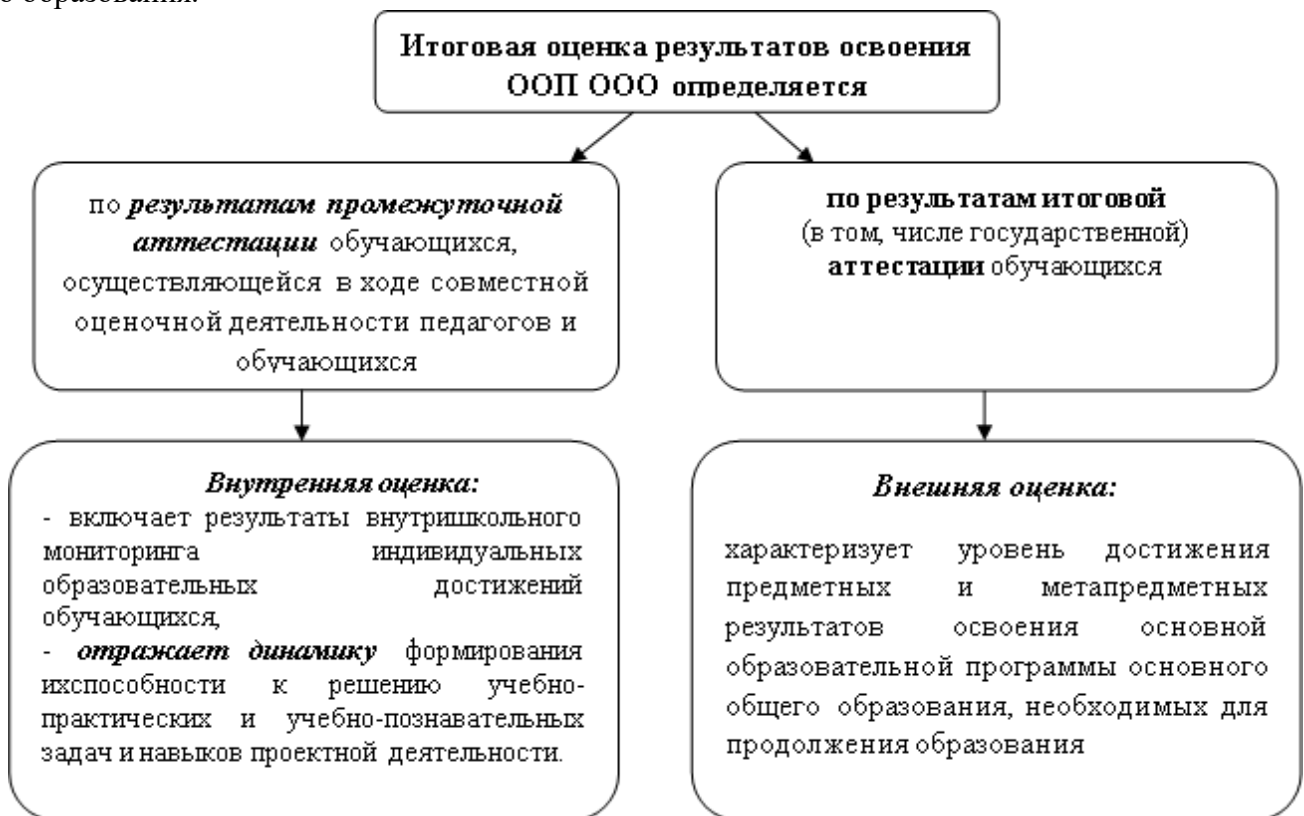 о образования.
Итоговая оценка результатов освоения
ООП ООО определяется
по результатам промежуточной
аттестации обучающихся,
осуществляющейся в ходе совместной
оценочной деятельности педагогов и
обучающихся
по результатам итоговой
(в том, числе государственной)
аттестации обучающихся
Внутренняя оценка:
- включает результаты внутришкольного
мониторинга индивидуальных
образовательных достижений
обучающихся,
- отражает динамику формирования
ихспособности к решению учебно-
практических и учебно-познавательных
задач и навыков проектной деятельности.
Внешняя оценка:
характеризует уровень достижения
предметных и метапредметных
результатов освоения основной
образовательной программы основного
общего образования, необходимых для
продолжения образования